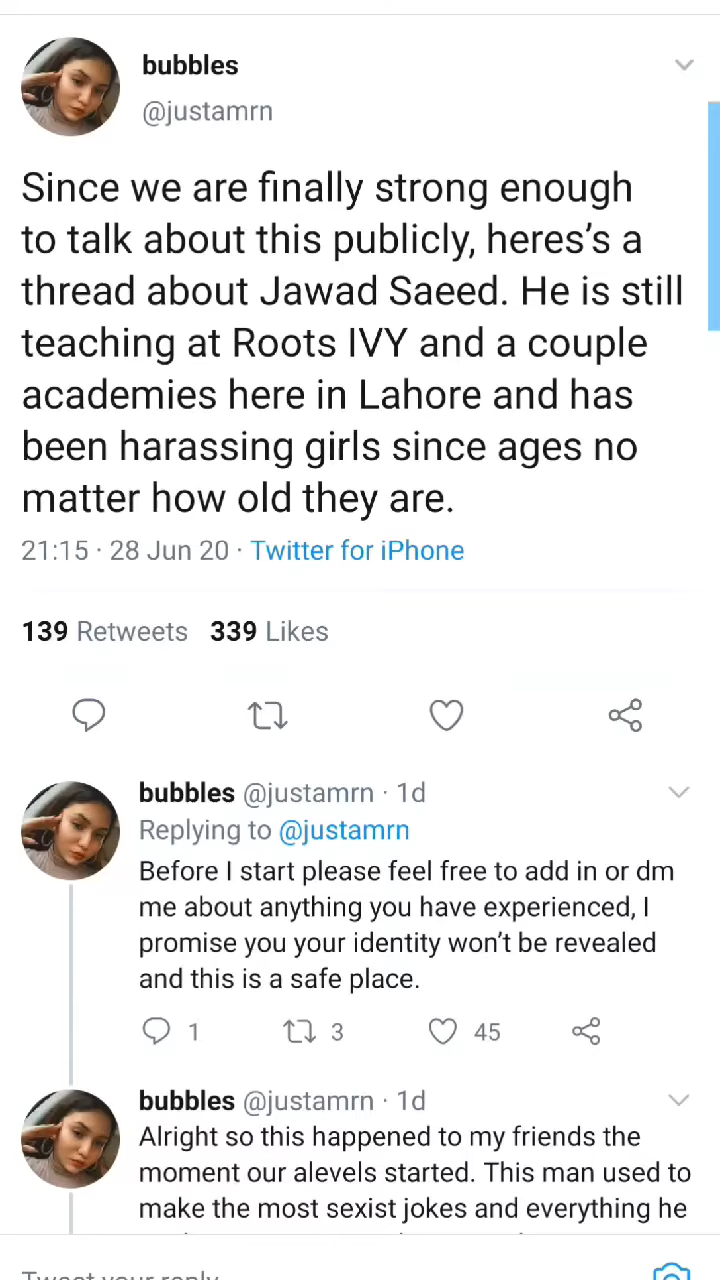 bubbles
@justamrn
Since we are finally strong enough
to talk about this publicly, heres's a
thread about Jawad Saeed. He is still
teaching at Roots IVY and a couple
academies here in Lahore and has
been harassing girls since ages no
matter how old they are.
21:15 · 28 Jun 20 · Twitter for iPhone
139 Retweets 339 Likes
bubbles @justamrn · 1d
Replying to @justamrn
Before I start please feel free to add in or dm
me about anything you have experienced, I
promise you your identity won't be revealed
and this is a safe place.
1 3 45
bubbles @justamrn · 1d
Alright so this happened to my friends the
moment our alevels started. This man used to
make the most sexist jokes and everything he
Tweet your reply